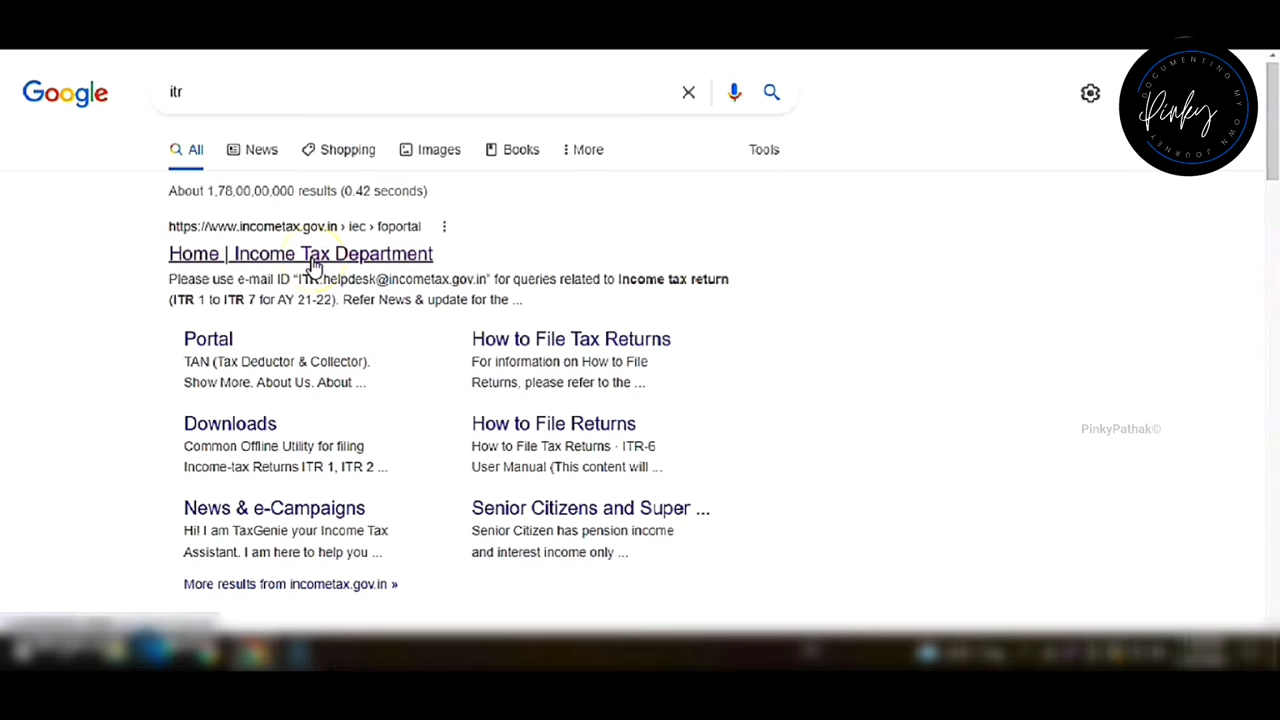 Google
itr
DOCUMENTING MY OWN JOURNEY
Pinky
All News Shopping Images Books More Tools
About 1,78,00,00,000 results (0.42 seconds)
https://www.incometax.gov.in › iec › foportal
Home | Income Tax Department
Please use e-mail ID “ITR.helpdesk@incometax.gov.in” for queries related to Income tax return
(ITR 1 to ITR 7 for AY 21-22). Refer News & update for the ...
Portal
TAN (Tax Deductor & Collector).
Show More. About Us. About ...
How to File Tax Returns
For information on How to File
Returns, please refer to the ...
Downloads
Common Offline Utility for filing
Income-tax Returns ITR 1, ITR 2 ...
How to File Returns
How to File Tax Returns · ITR-6
User Manual (This content will ...
PinkyPathak©
News & e-Campaigns
Hi! I am TaxGenie your Income Tax
Assistant. I am here to help you ...
Senior Citizens and Super ...
Senior Citizen has pension income
and interest income only ...
More results from incometax.gov.in »